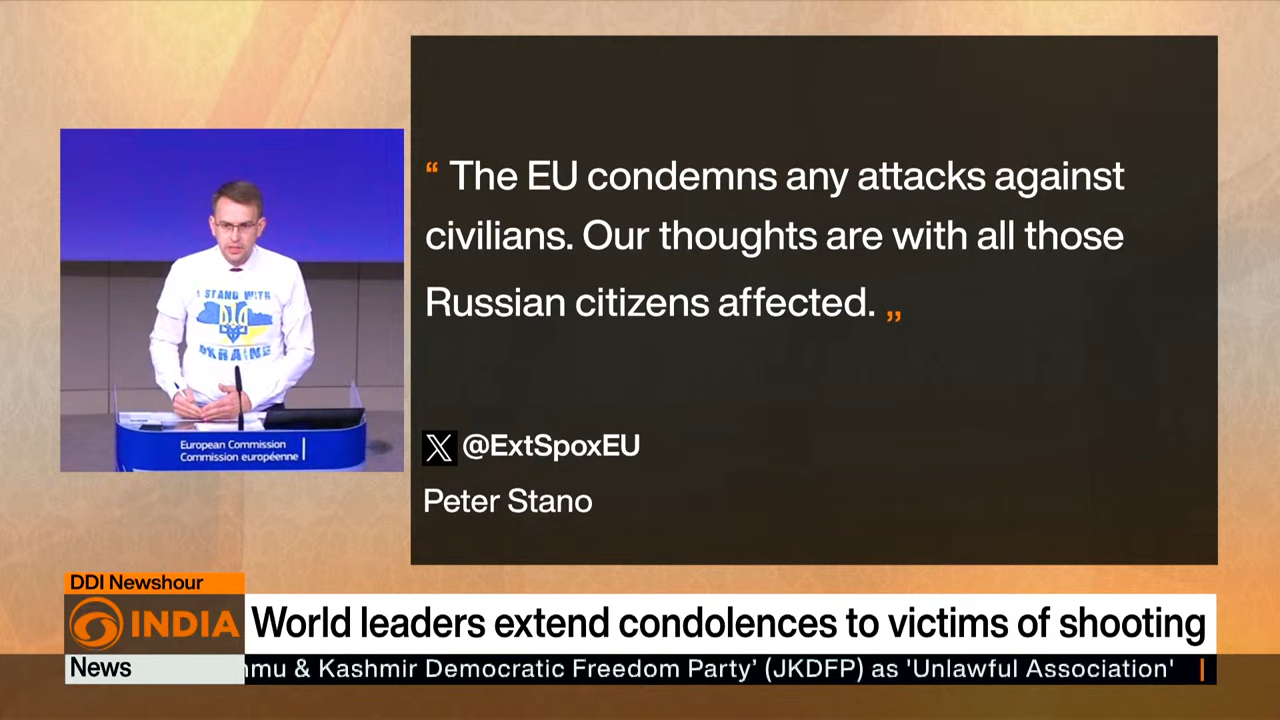 “ The EU condemns any attacks against
civilians. Our thoughts are with all those
Russian citizens affected. „
I STAND WITH
UKRAINE
European Commission
Commission européenne
X @ExtSpoxEU
Peter Stano
DDI Newshour
INDIA
World leaders extend condolences to victims of shooting
News
& Kashmir Democratic Freedom Party’ (JKDFP) as 'Unlawful Association' |